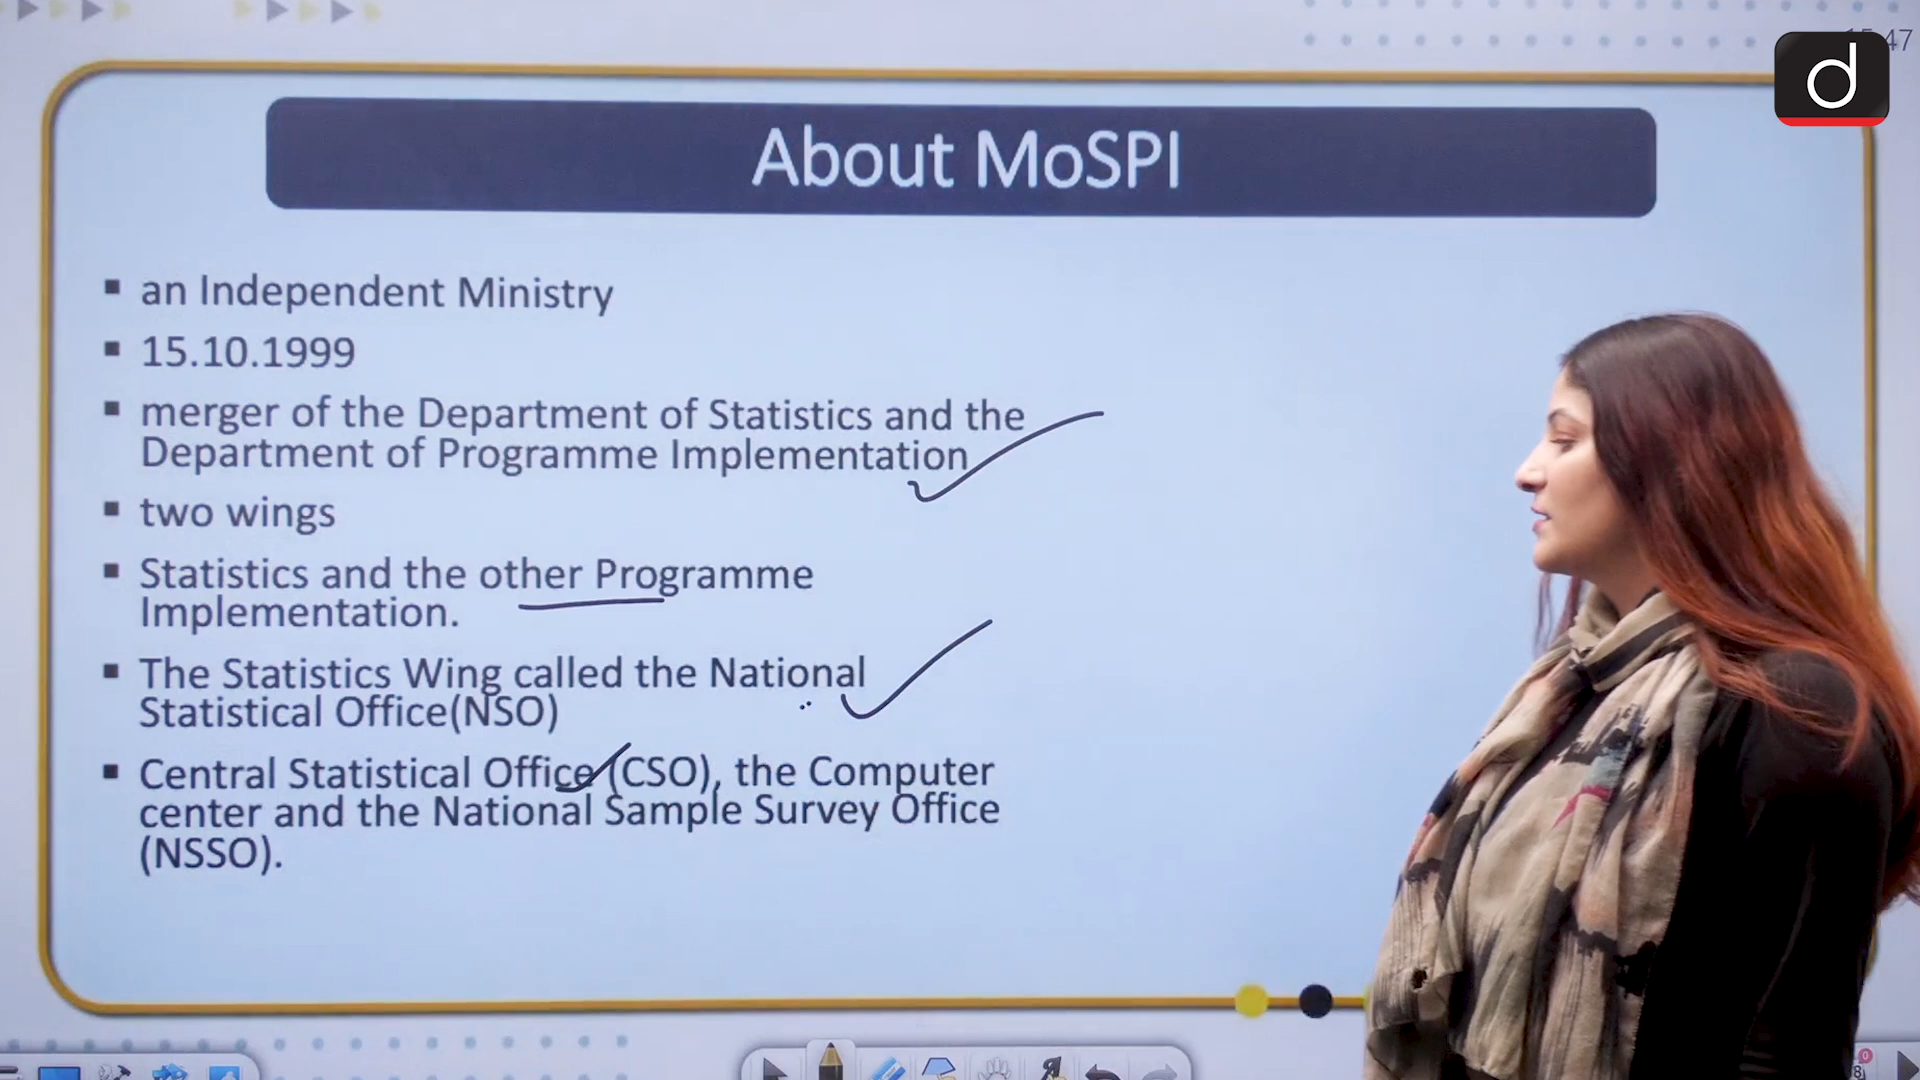 d
About MoSPI
an Independent Ministry
15.10.1999
merger of the Department of Statistics and the
Department of Programme Implementation
two wings
Statistics and the other Programme
Implementation.
The Statistics Wing called the National
Statistical Office(NSO)
Central Statistical Office (CSO), the Computer
center and the National Sample Survey Office
(NSSO).